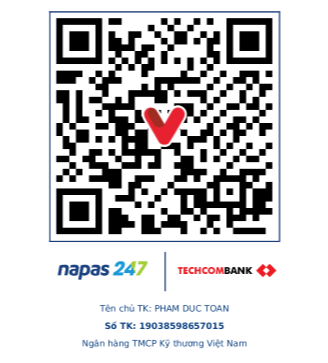 napas 247
TECHCOMBANK
Tên chủ TK: PHAM DUC TOAN
Số TK: 19038598657015
Ngân hàng TMCP Kỹ thương Việt Nam